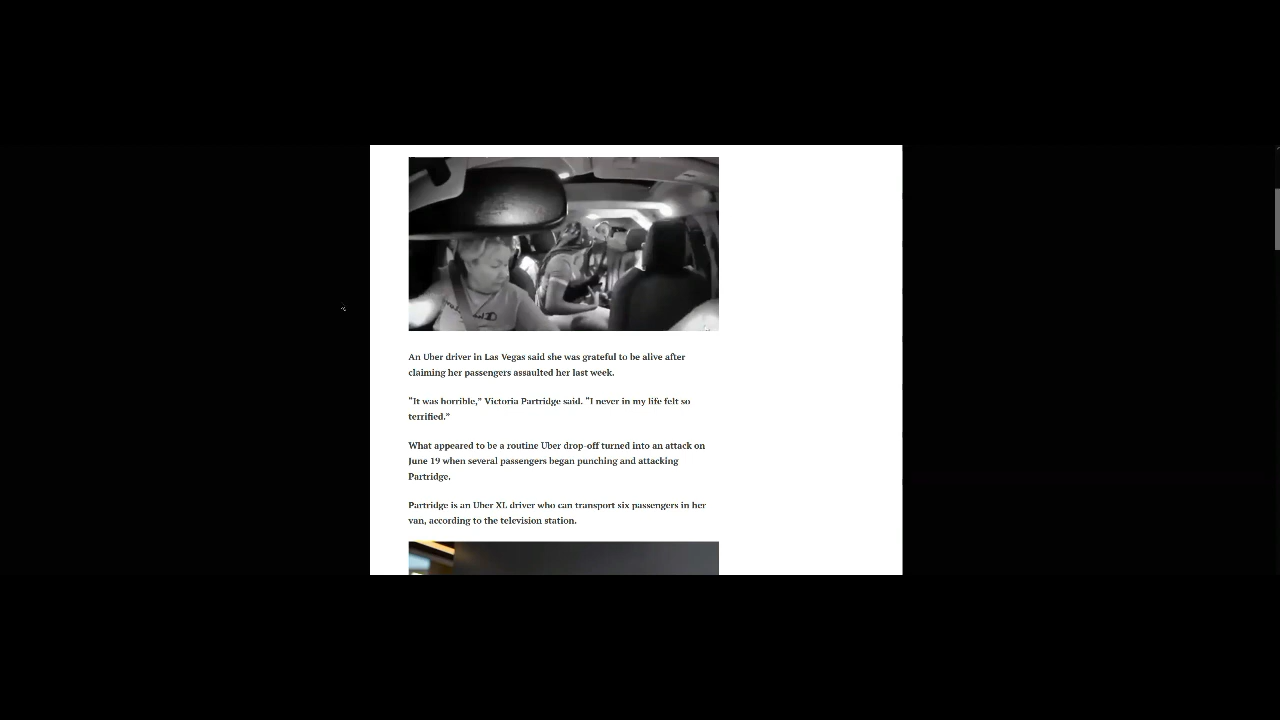 An Uber driver in Las Vegas said she was grateful to be alive after
claiming her passengers assaulted her last week.
“It was horrible,” Victoria Partridge said. “I never in my life felt so
terrified.”
What appeared to be a routine Uber drop-off turned into an attack on
June 19 when several passengers began punching and attacking
Partridge.
Partridge is an Uber XL driver who can transport six passengers in her
van, according to the television station.